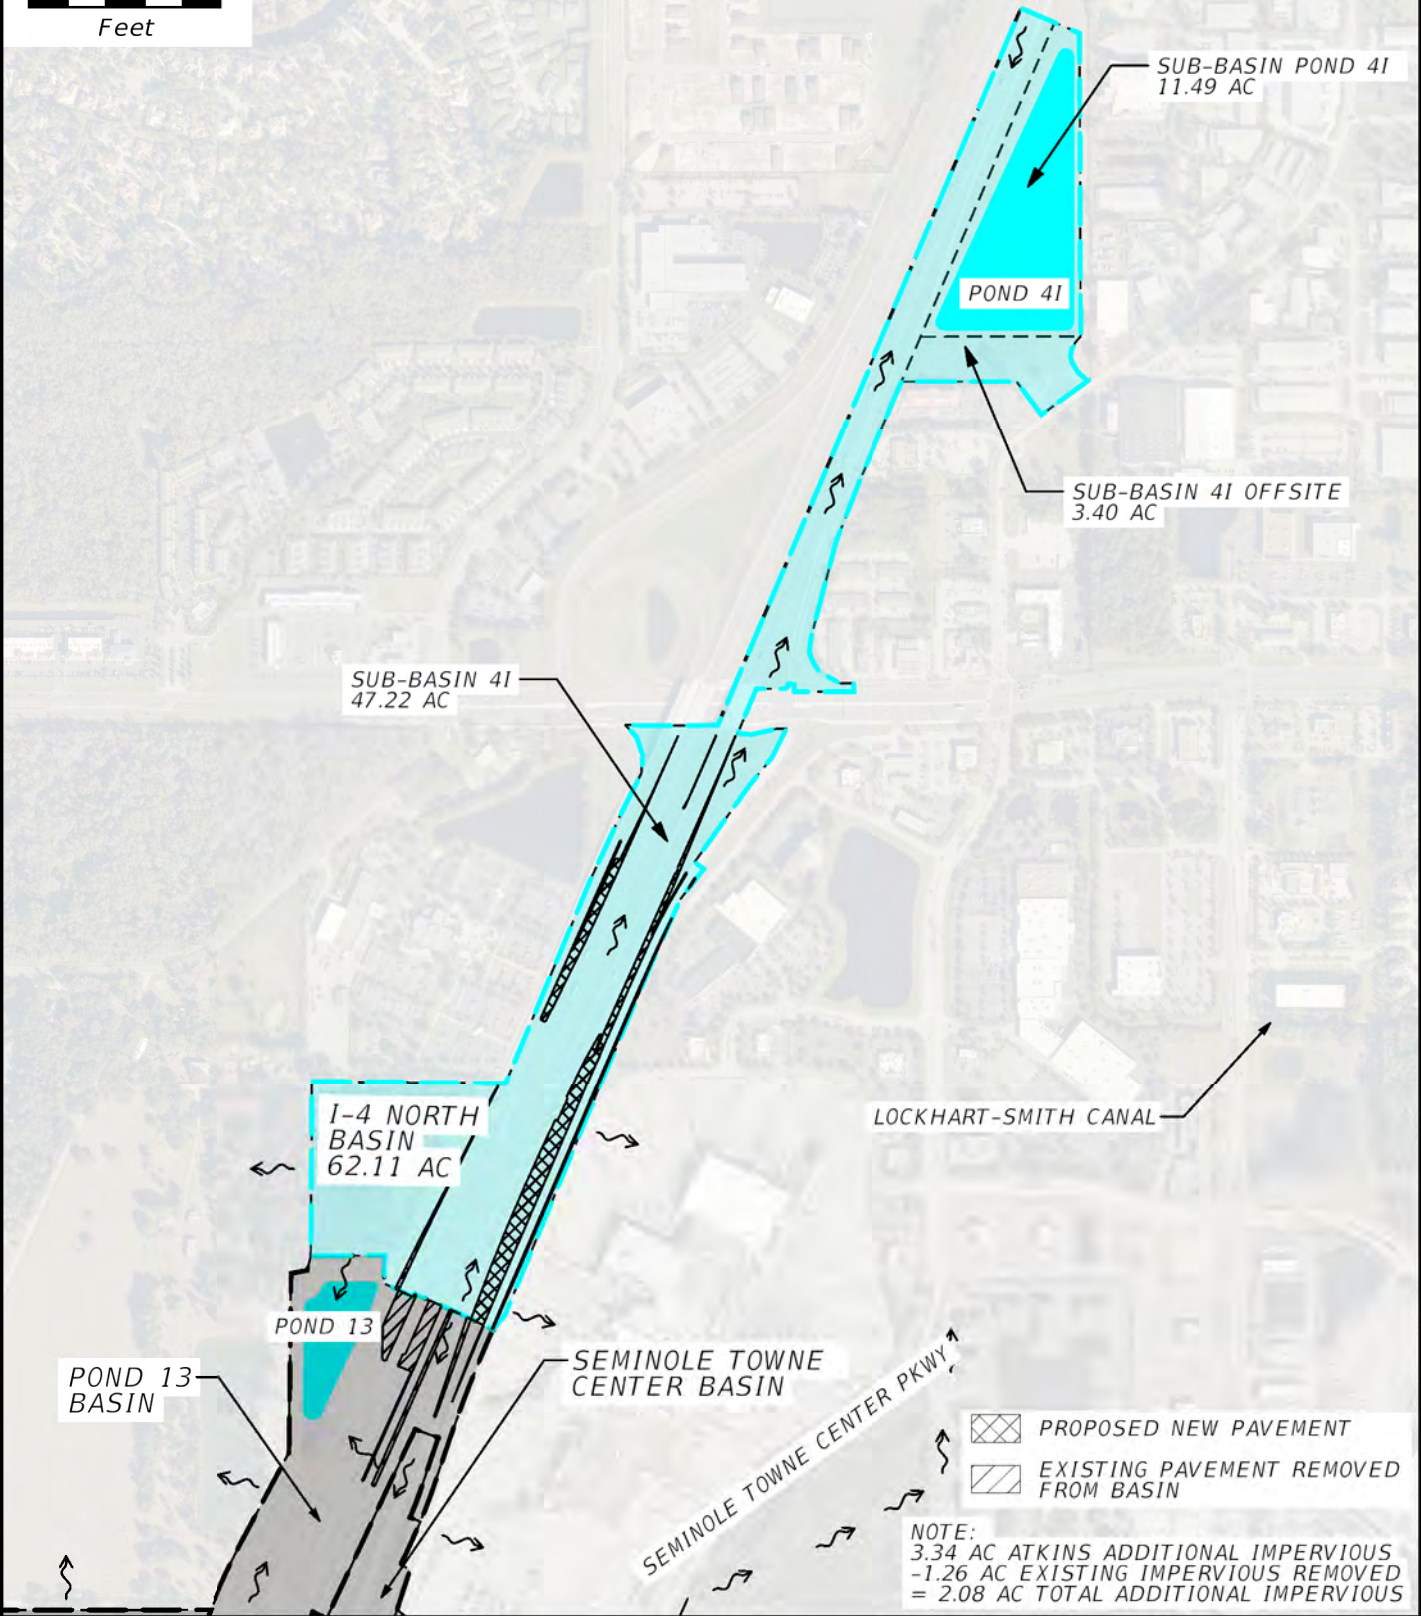 Feet
SUB-BASIN POND 4I
11.49 AC
POND 4I
SUB-BASIN 4I OFFSITE
3.40 AC
SUB-BASIN 4I
47.22 AC
I-4 NORTH
BASIN
62.11 AC
LOCKHART-SMITH CANAL
POND 13
POND 13
BASIN
SEMINOLE TOWNE
CENTER BASIN
SEMINOLE TOWNE CENTER PKWY
PROPOSED NEW PAVEMENT
EXISTING PAVEMENT REMOVED
FROM BASIN
NOTE:
3.34 AC ATKINS ADDITIONAL IMPERVIOUS
-1.26 AC EXISTING IMPERVIOUS REMOVED
= 2.08 AC TOTAL ADDITIONAL IMPERVIOUS